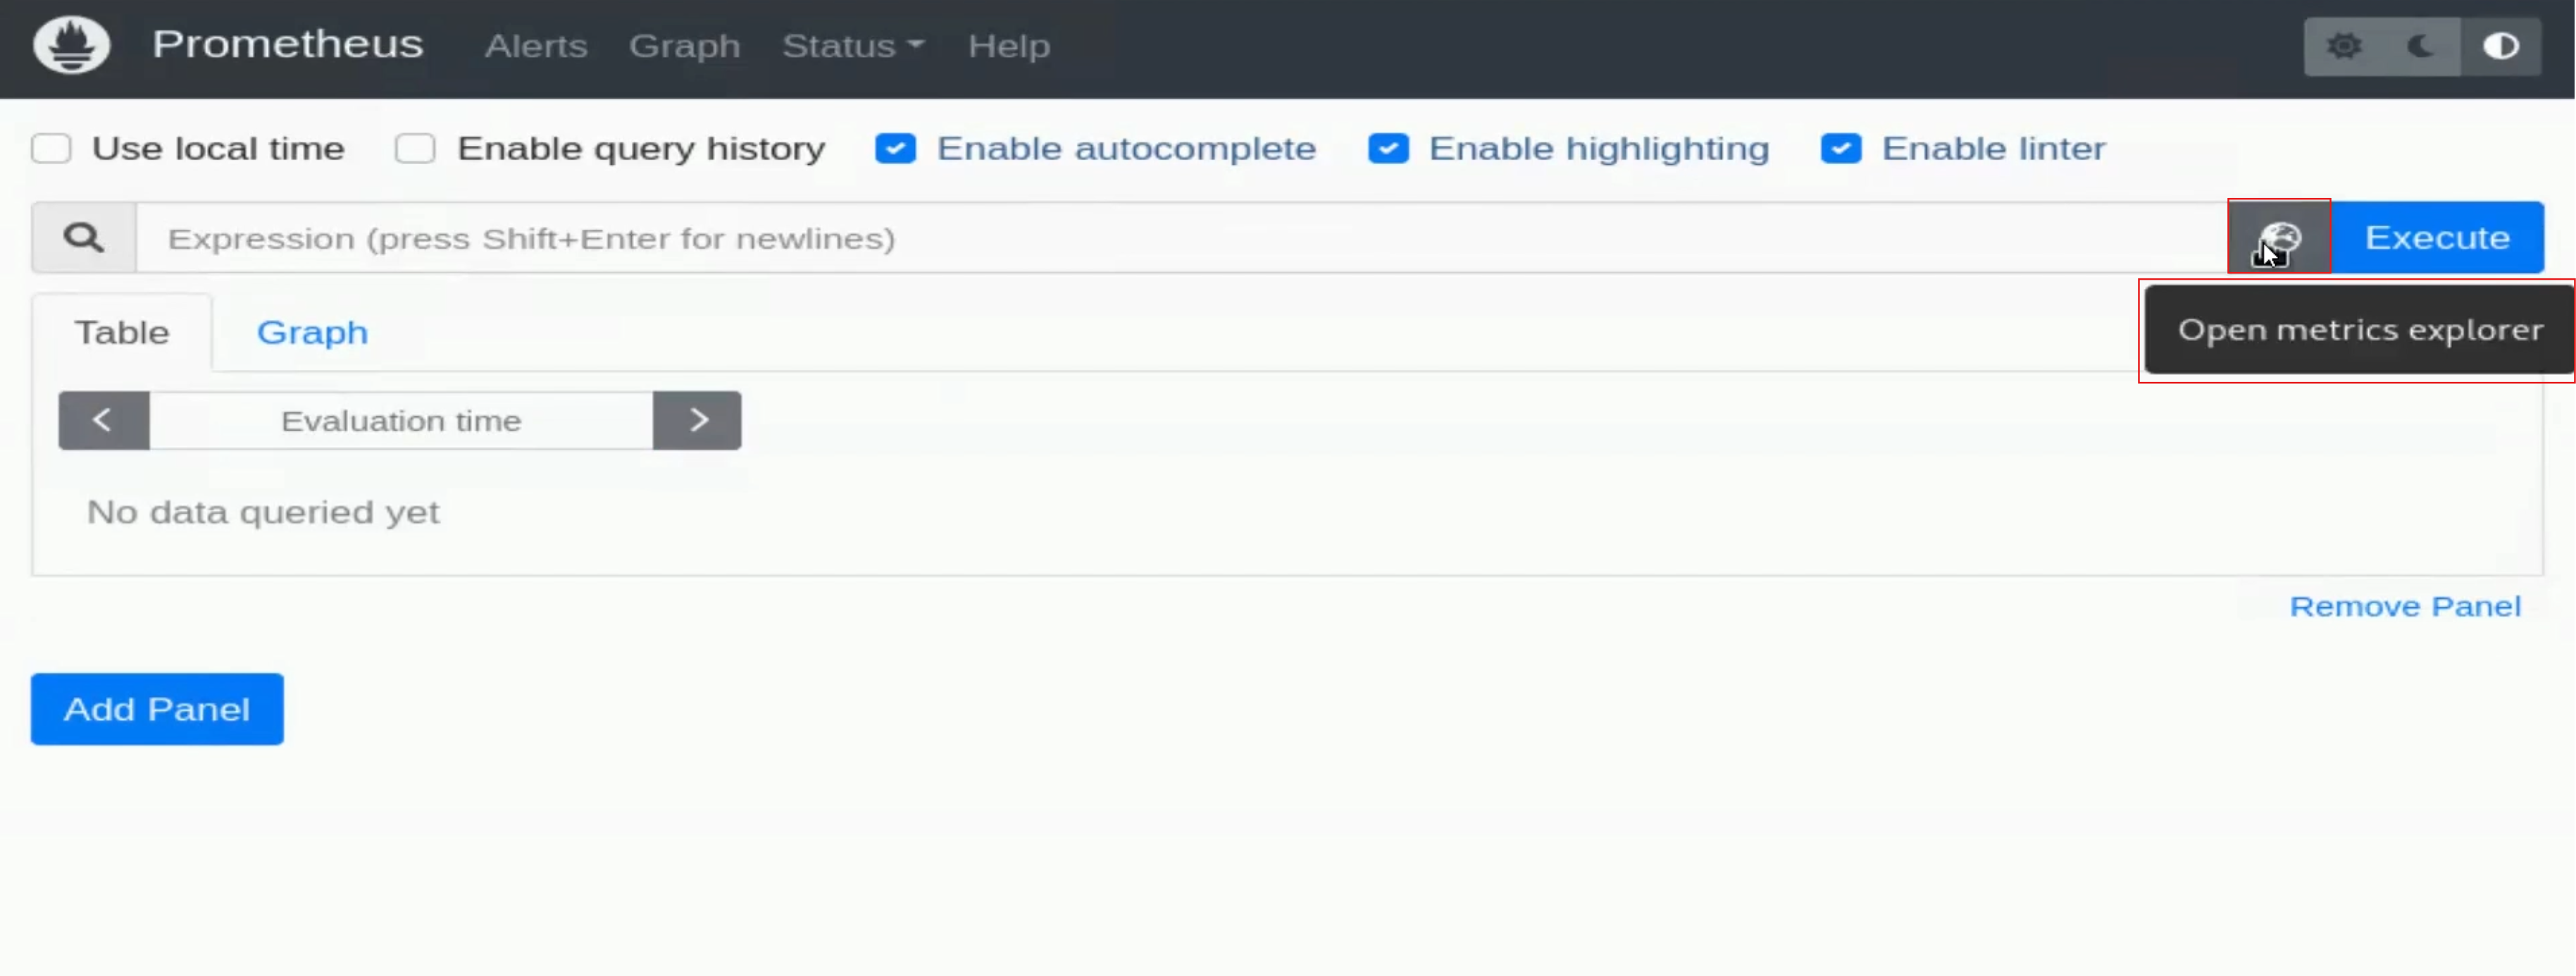 Prometheus Alerts Graph Status Help
Use local time Enable query history Enable autocomplete Enable highlighting Enable linter
Expression (press Shift+Enter for newlines) Execute
Open metrics explorer
Table Graph
Evaluation time
No data queried yet
Remove Panel
Add Panel